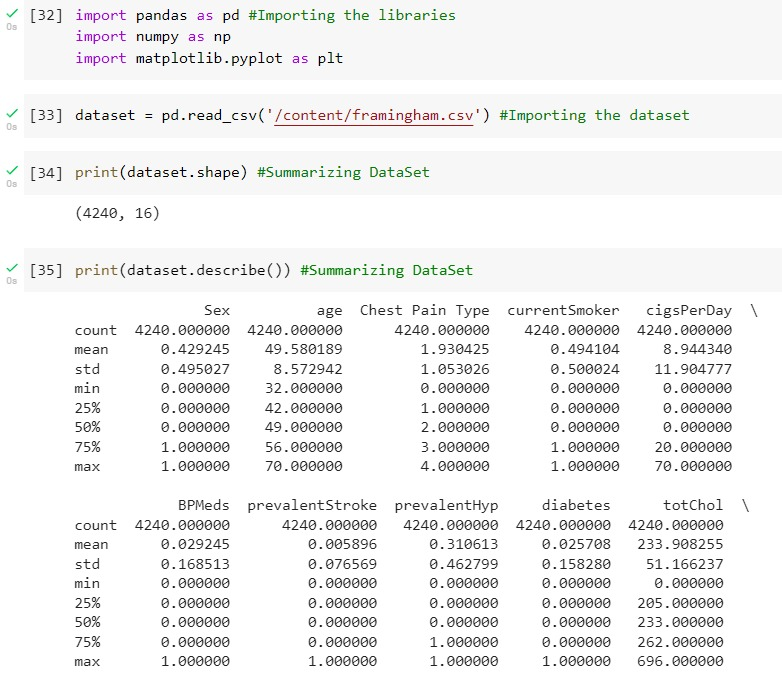 [32] import pandas as pd #Importing the libraries
0s
import numpy as np
import matplotlib.pyplot as plt
[33] dataset = pd.read_csv('/content/framingham.csv') #Importing the dataset
0s
[34] print(dataset.shape) #Summarizing DataSet
0s
(4240, 16)
[35] print(dataset.describe()) #Summarizing DataSet
0s
Sex age Chest Pain Type currentSmoker cigsPerDay \
count 4240.000000 4240.000000 4240.000000 4240.000000 4240.000000
mean 0.429245 49.580189 1.930425 0.494104 8.944340
std 0.495027 8.572942 1.053026 0.500024 11.904777
min 0.000000 32.000000 0.000000 0.000000 0.000000
25% 0.000000 42.000000 1.000000 0.000000 0.000000
50% 0.000000 49.000000 2.000000 0.000000 0.000000
75% 1.000000 56.000000 3.000000 1.000000 20.000000
max 1.000000 70.000000 4.000000 1.000000 70.000000
BPMeds prevalentStroke prevalentHyp diabetes totChol \
count 4240.000000 4240.000000 4240.000000 4240.000000 4240.000000
mean 0.029245 0.005896 0.310613 0.025708 233.908255
std 0.168513 0.076569 0.462799 0.158280 51.166237
min 0.000000 0.000000 0.000000 0.000000 0.000000
25% 0.000000 0.000000 0.000000 0.000000 205.000000
50% 0.000000 0.000000 0.000000 0.000000 233.000000
75% 0.000000 0.000000 1.000000 0.000000 262.000000
max 1.000000 1.000000 1.000000 1.000000 696.000000